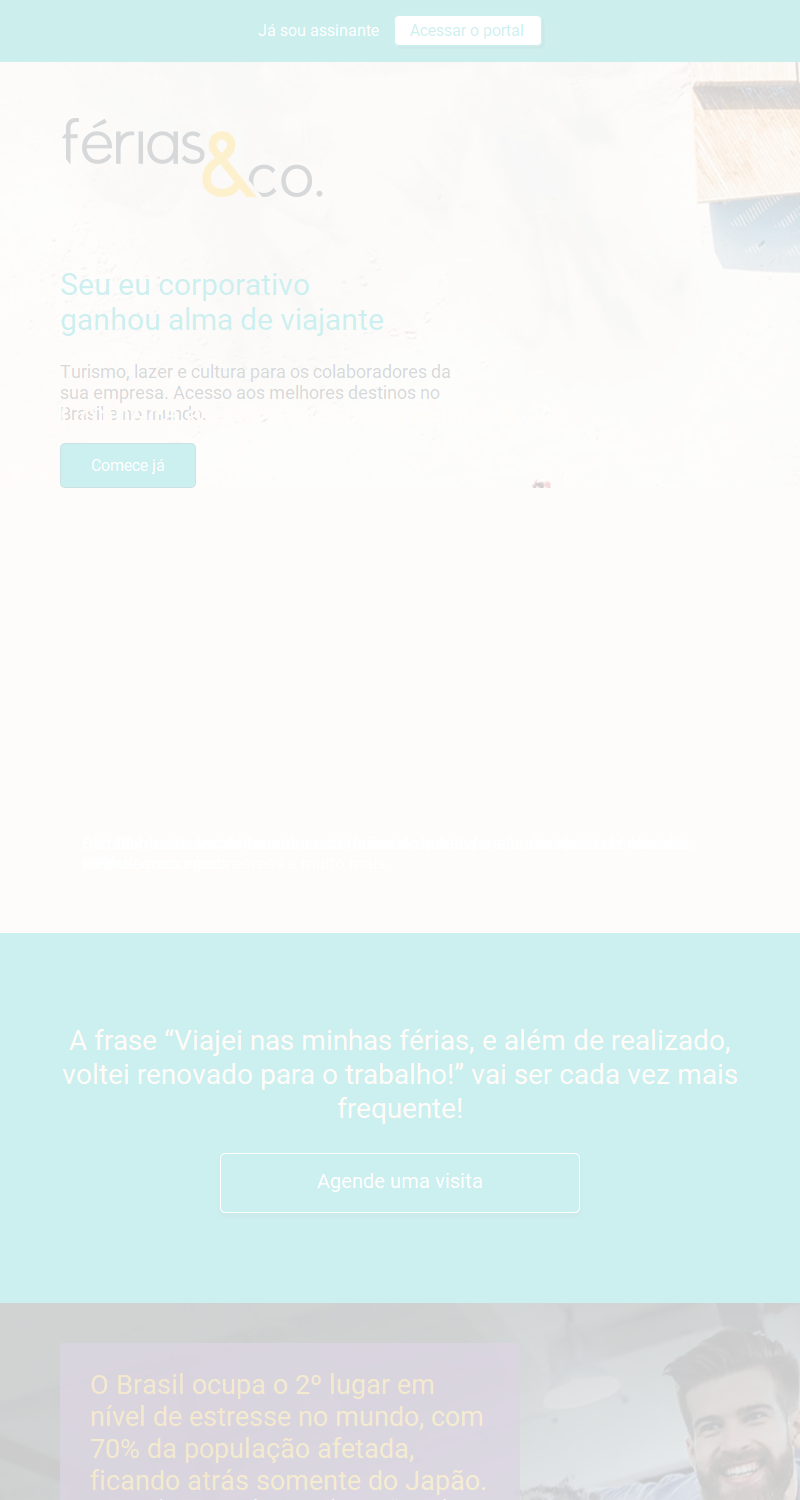 Já sou assinante
Acessar o portal
férias&co.
Seu eu corporativo
ganhou alma de viajante
Turismo, lazer e cultura para os colaboradores da
sua empresa. Acesso aos melhores destinos no
Brasil e no mundo.
Comece já
A frase “Viajei nas minhas férias, e além de realizado,
voltei renovado para o trabalho!” vai ser cada vez mais
frequente!
Agende uma visita
O Brasil ocupa o 2º lugar em
nível de estresse no mundo, com
70% da população afetada,
ficando atrás somente do Japão.